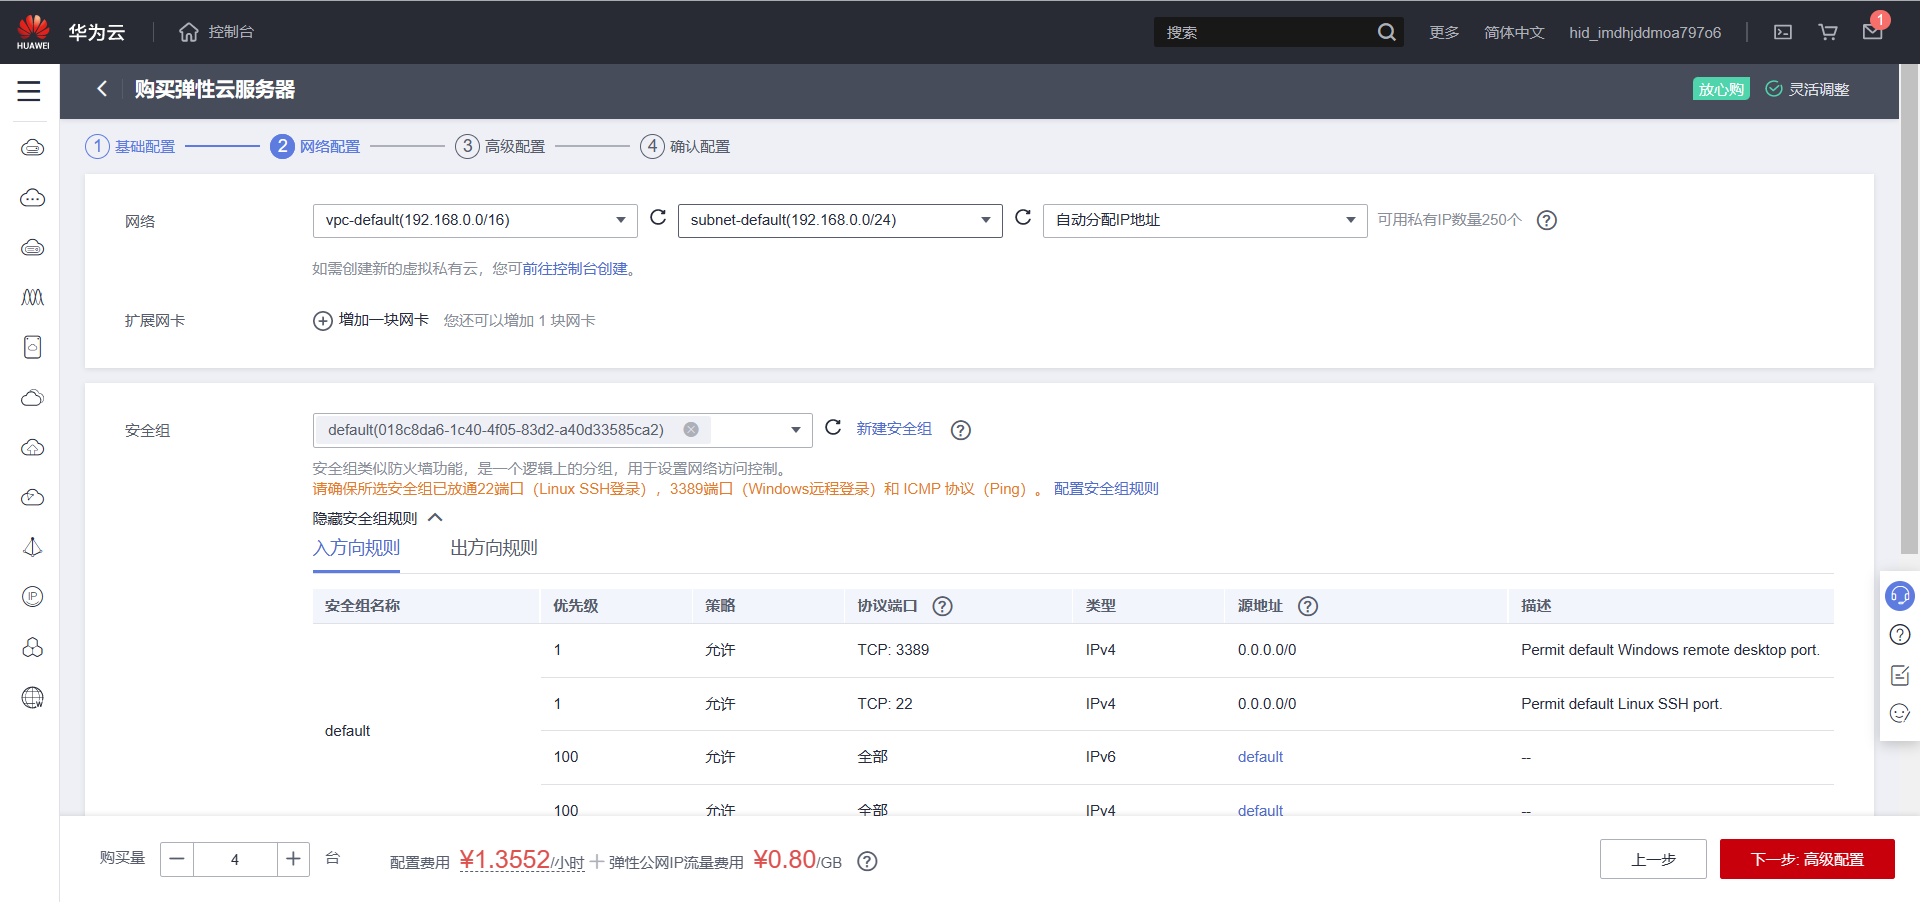 HUAWEI 华为云 控制台 搜索 更多 简体中文 hid_imdhjddmoa797o6 1
购买弹性云服务器 放心购 灵活调整
1 基础配置 2 网络配置 3 高级配置 4 确认配置
网络 vpc-default(192.168.0.0/16) subnet-default(192.168.0.0/24) 自动分配IP地址 可用私有IP数量250个 ?
如需创建新的虚拟私有云，您可前往控制台创建。
扩展网卡 增加一块网卡 您还可以增加 1 块网卡
安全组 default(018c8da6-1c40-4f05-83d2-a40d33585ca2) 新建安全组 ?
安全组类似防火墙功能，是一个逻辑上的分组，用于设置网络访问控制。
请确保所选安全组已放通22端口（Linux SSH登录），3389端口（Windows远程登录）和 ICMP 协议（Ping）。 配置安全组规则
隐藏安全组规则
入方向规则 出方向规则
安全组名称 优先级 策略 协议端口 ? 类型 源地址 ? 描述
1 允许 TCP: 3389 IPv4 0.0.0.0/0 Permit default Windows remote desktop port.
1 允许 TCP: 22 IPv4 0.0.0.0/0 Permit default Linux SSH port.
default
100 允许 全部 IPv6 default --
100 允许 全部 IPv4 default --
IP
W
购买量 — 4 + 台 配置费用 ¥1.3552/小时 + 弹性公网IP流量费用 ¥0.80/GB ? 上一步 下一步: 高级配置